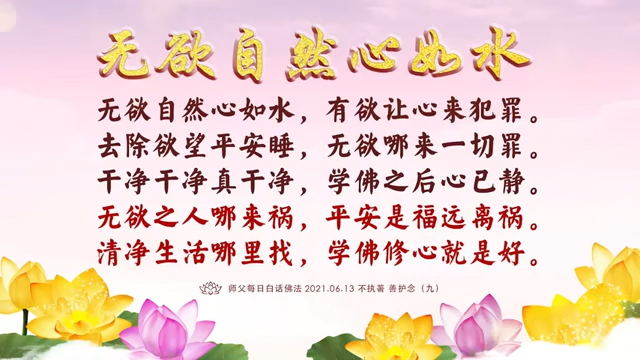 无欲自然心如水
无欲自然心如水，有欲让心来犯罪。
去除欲望平安睡，无欲哪来一切罪。
干净干净真干净，学佛之后心已静。
无欲之人哪来祸，平安是福远离祸。
清净生活哪里找，学佛修心就是好。
师父每日白话佛法 2021.06.13 不执著 善护念（九）